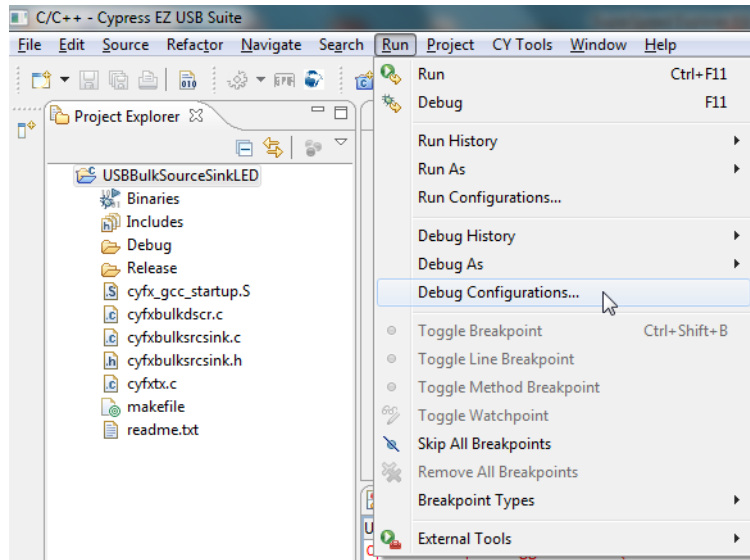 C/C++ - Cypress EZ USB Suite
File Edit Source Refactor Navigate Search Run Project CY Tools Window Help
Project Explorer
USBBulkSourceSinkLED
Binaries
Includes
Debug
Release
cyfx_gcc_startup.S
cyfxbulkdscr.c
cyfxbulksrcsink.c
cyfxbulksrcsink.h
cyfxtx.c
makefile
readme.txt
Run Ctrl+F11
Debug F11
Run History
Run As
Run Configurations...
Debug History
Debug As
Debug Configurations...
Toggle Breakpoint Ctrl+Shift+B
Toggle Line Breakpoint
Toggle Method Breakpoint
Toggle Watchpoint
Skip All Breakpoints
Remove All Breakpoints
Breakpoint Types
External Tools